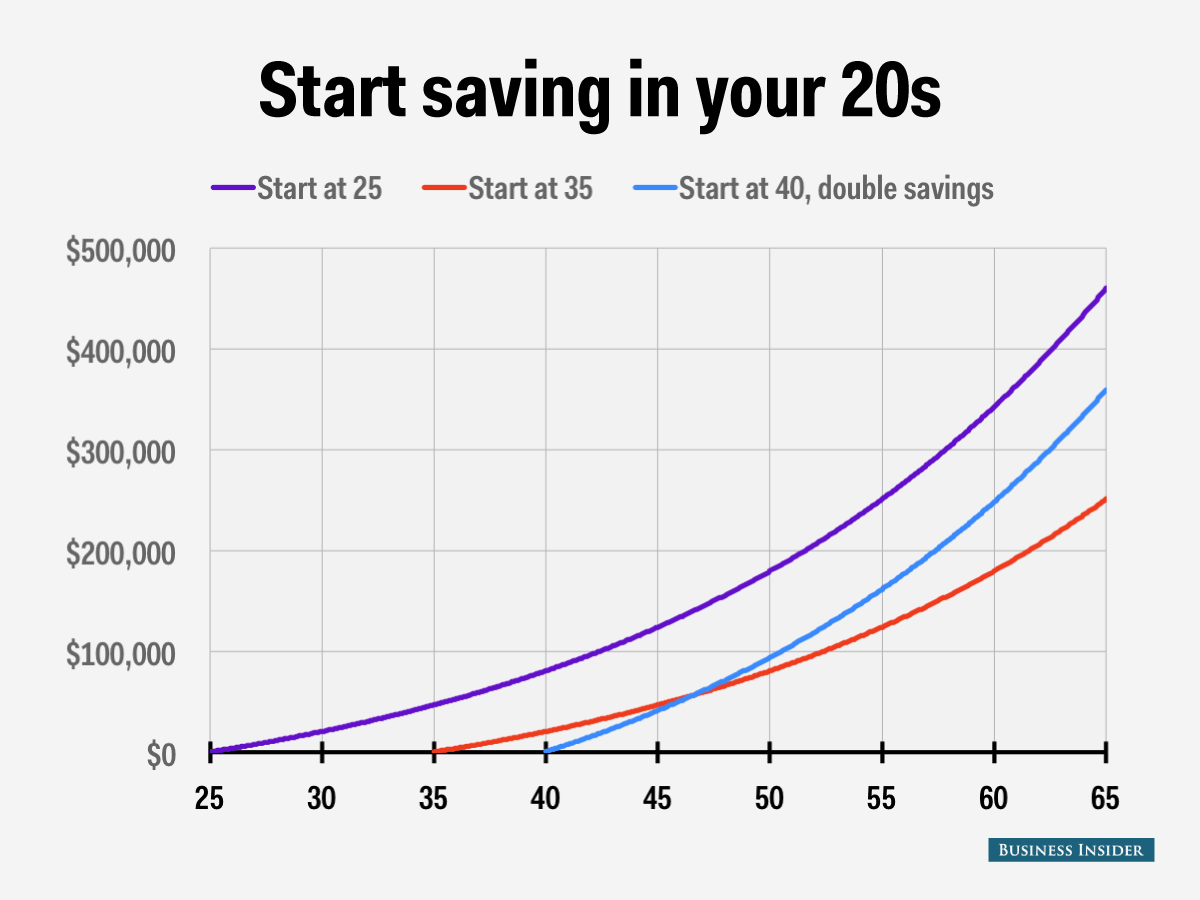 Start saving in your 20s
Start at 25 Start at 35 Start at 40, double savings
$500,000
$400,000
$300,000
$200,000
$100,000
$0
25 30 35 40 45 50 55 60 65
BUSINESS INSIDER